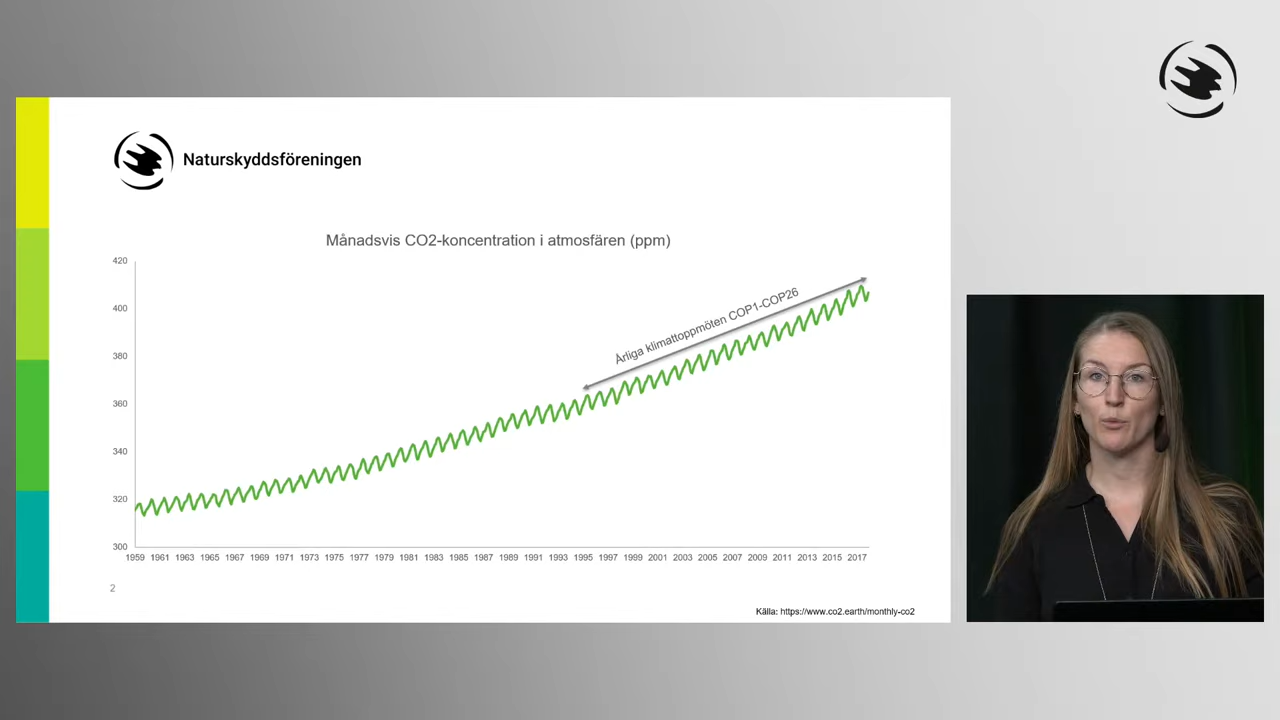 Naturskyddsföreningen
Månadsvis CO2-koncentration i atmosfären (ppm)
420
400
380
360
340
320
300
Årliga klimattoppmöten COP1-COP26
1959 1961 1963 1965 1967 1969 1971 1973 1975 1977 1979 1981 1983 1985 1987 1989 1991 1993 1995 1997 1999 2001 2003 2005 2007 2009 2011 2013 2015 2017
2
Källa: https://www.co2.earth/monthly-co2